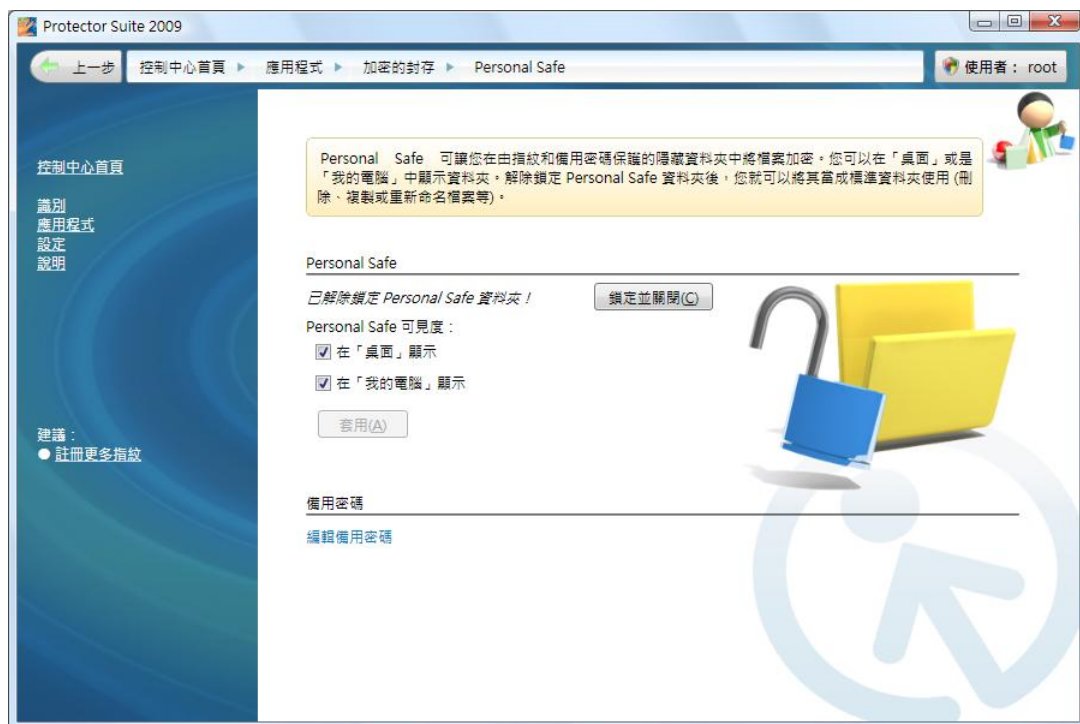 Protector Suite 2009
上一步 控制中心首頁 ▶ 應用程式 ▶ 加密的封存 ▶ Personal Safe 使用者： root
控制中心首頁
識別
應用程式
設定
說明
建議：
● 註冊更多指紋
Personal Safe 可讓您在由指紋和備用密碼保護的隱藏資料夾中將檔案加密。您可以在「桌面」或是
「我的電腦」中顯示資料夾。解除鎖定 Personal Safe 資料夾後，您就可以將其當成標準資料夾使用 (刪
除、複製或重新命名檔案等)。
Personal Safe
已解除鎖定 Personal Safe 資料夾！ 鎖定並關閉(C)
Personal Safe 可見度：
在「桌面」顯示
在「我的電腦」顯示
套用(A)
備用密碼
編輯備用密碼